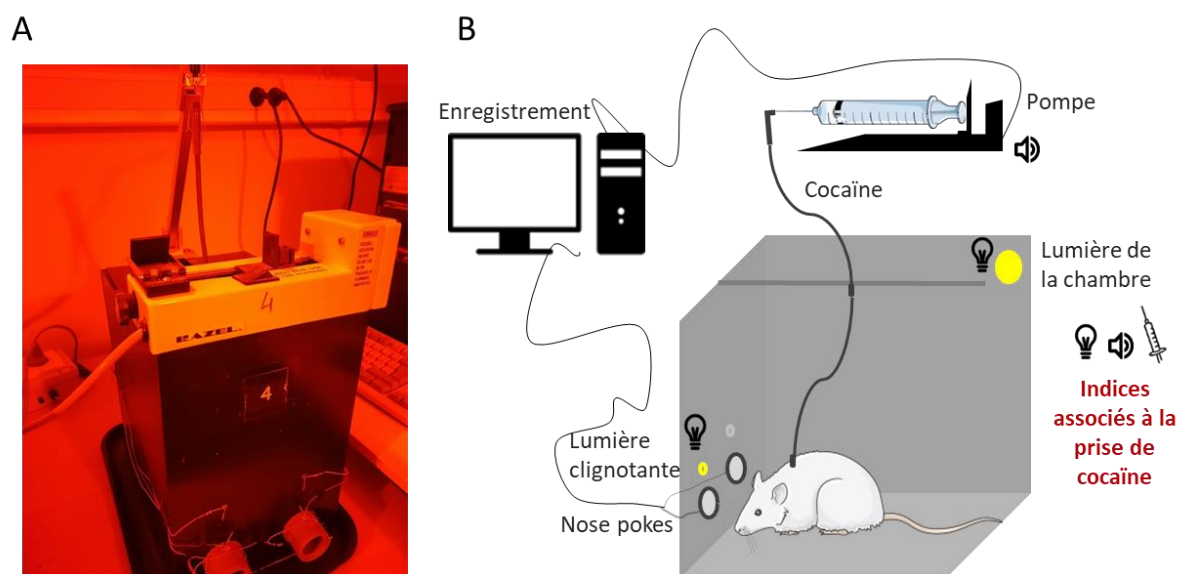 A
B
4
RAZEL
4
Enregistrement
Pompe
Cocaïne
Lumière de
la chambre
Lumière
clignotante
Nose pokes
Indices
associés à la
prise de
cocaïne